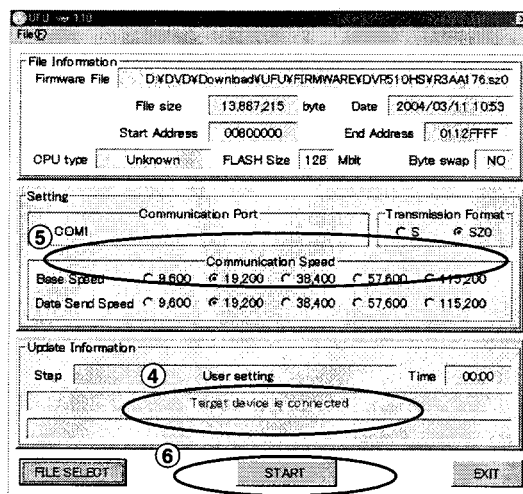 UFU ver 1.10
File(F)
File Information
Firmware File D:¥DVD¥Download¥UFU¥FIRMWARE¥DVR510HS¥R3AA176.sz0
File size 13,887,215 byte Date 2004/03/11 10:53
Start Address 00800000 End Address 0112FFFF
CPU type Unknown FLASH Size 128 Mbit Byte swap NO
Setting
Communication Port Transmission Format
⑤ COM1 S SZ0
Communication Speed
Base Speed 9,600 19,200 38,400 57,600 115,200
Data Send Speed 9,600 19,200 38,400 57,600 115,200
Update Information
④
Step User setting Time 00:00
Target device is connected
⑥
FILE SELECT START EXIT